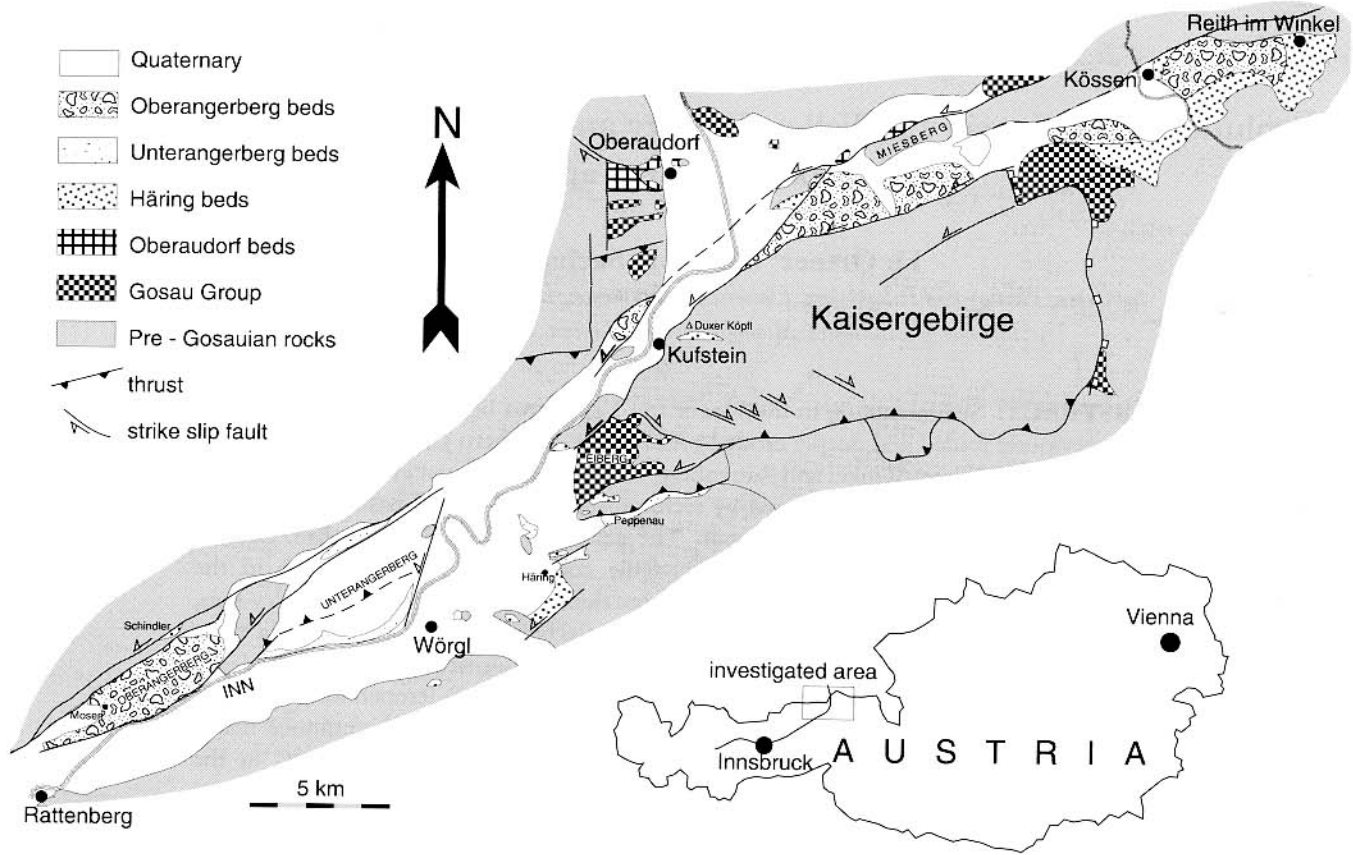 Quaternary
Oberangerberg beds
Unterangerberg beds
Häring beds
Oberaudorf beds
Gosau Group
Pre - Gosauian rocks
thrust
strike slip fault
N
Reith im Winkel
Kössen
Oberaudorf
MIESBERG
Kaisergebirge
Duxer Köpfl
Kufstein
EIBERG
Peppenau
Häring
UNTERANGERBERG
Schindler
OBERANGERBERG
Moser
Wörgl
INN
Rattenberg
5 km
Vienna
investigated area
Innsbruck
AUSTRIA